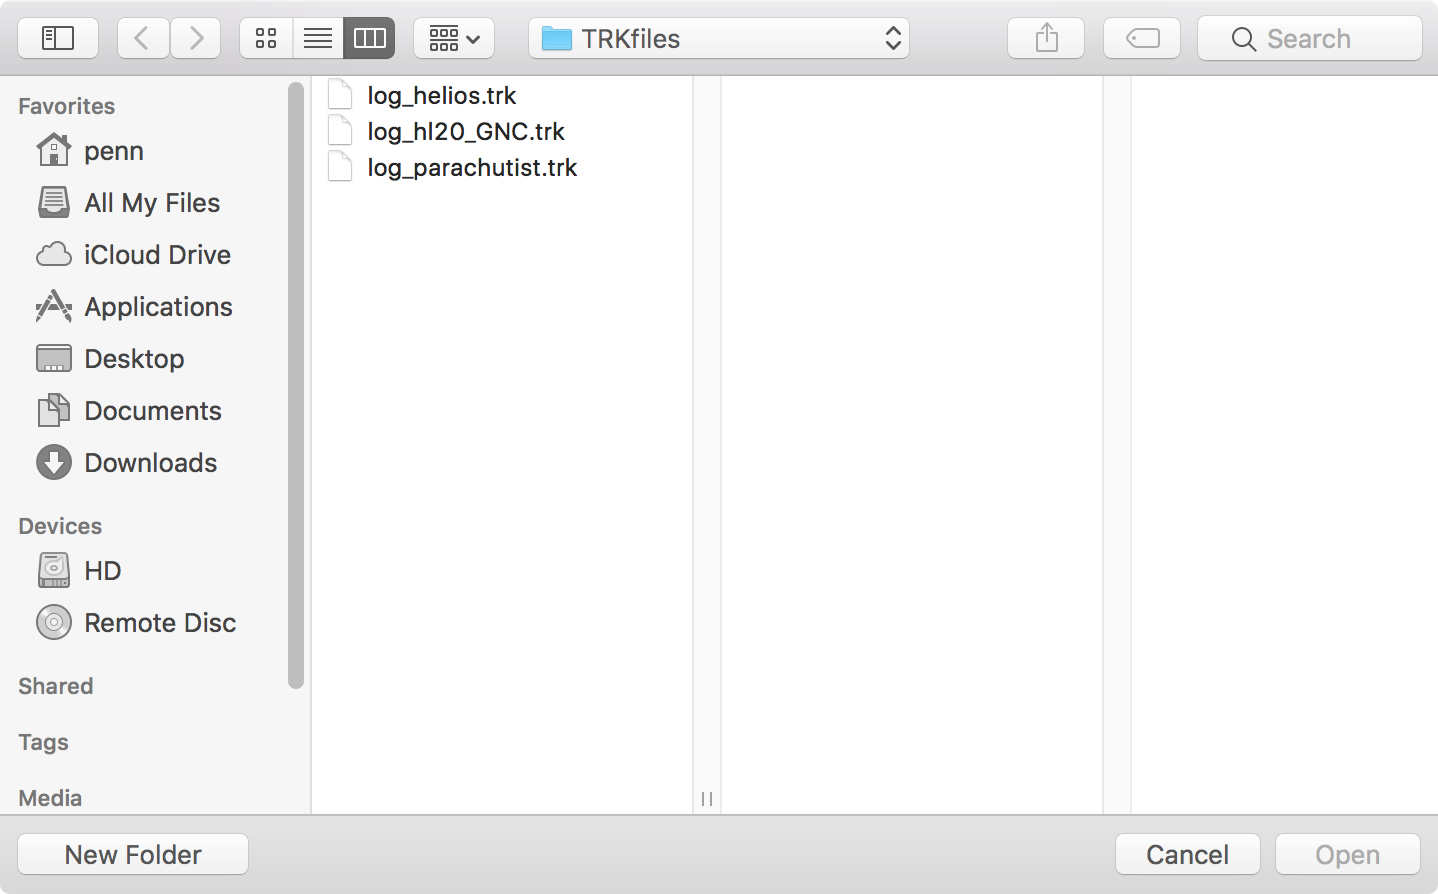 TRKfiles
Search
Favorites
penn
All My Files
iCloud Drive
Applications
Desktop
Documents
Downloads
Devices
HD
Remote Disc
Shared
Tags
Media
log_helios.trk
log_hl20_GNC.trk
log_parachutist.trk
New Folder
Cancel
Open